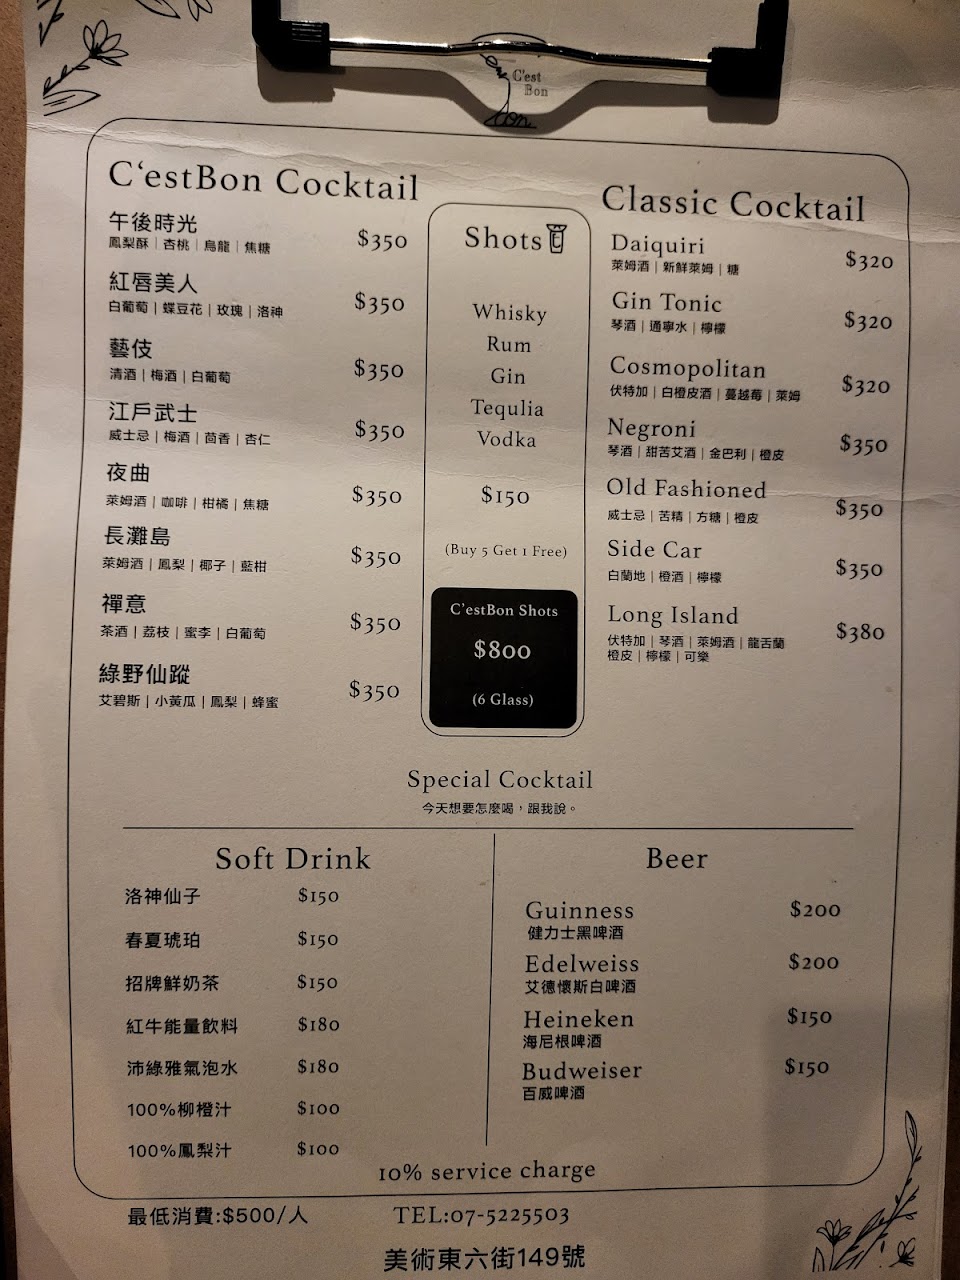 C'est
Bon
C'estBon Cocktail
午後時光
$350
鳳梨酥 | 杏桃 | 烏龍 | 焦糖
紅唇美人
$350
白葡萄 | 蝶豆花 | 玫瑰 | 洛神
藝伎
$350
清酒 | 梅酒 | 白葡萄
江戶武士
$350
威士忌 | 梅酒 | 茴香 | 杏仁
夜曲
$350
萊姆酒 | 咖啡 | 柑橘 | 焦糖
長灘島
$350
萊姆酒 | 鳳梨 | 椰子 | 藍柑
禪意
$350
茶酒 | 荔枝 | 蜜李 | 白葡萄
綠野仙蹤
$350
艾碧斯 | 小黃瓜 | 鳳梨 | 蜂蜜
Shots
Whisky
Rum
Gin
Tequlia
Vodka
$150
(Buy 5 Get 1 Free)
C'estBon Shots
$800
(6 Glass)
Classic Cocktail
Daiquiri
$320
萊姆酒 | 新鮮萊姆 | 糖
Gin Tonic
$320
琴酒 | 通寧水 | 檸檬
Cosmopolitan
$320
伏特加 | 白橙皮酒 | 蔓越莓 | 萊姆
Negroni
$350
琴酒 | 甜苦艾酒 | 金巴利 | 橙皮
Old Fashioned
$350
威士忌 | 苦精 | 方糖 | 橙皮
Side Car
$350
白蘭地 | 橙酒 | 檸檬
Long Island
$380
伏特加 | 琴酒 | 萊姆酒 | 龍舌蘭
橙皮 | 檸檬 | 可樂
Special Cocktail
今天想要怎麼喝，跟我說。
Soft Drink
洛神仙子 $150
春夏琥珀 $150
招牌鮮奶茶 $150
紅牛能量飲料 $180
沛綠雅氣泡水 $180
100%柳橙汁 $100
100%鳳梨汁 $100
Beer
Guinness $200
健力士黑啤酒
Edelweiss $200
艾德懷斯白啤酒
Heineken $150
海尼根啤酒
Budweiser $150
百威啤酒
10% service charge
最低消費:$500/人 TEL:07-5225503
美術東六街149號